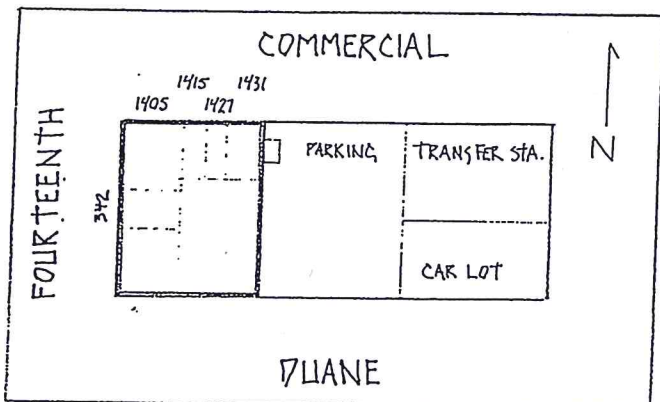 COMMERCIAL
1415 1431
1405 1427
FOURTEENTH
342
PARKING
TRANSFER STA.
N
CAR LOT
DUANE